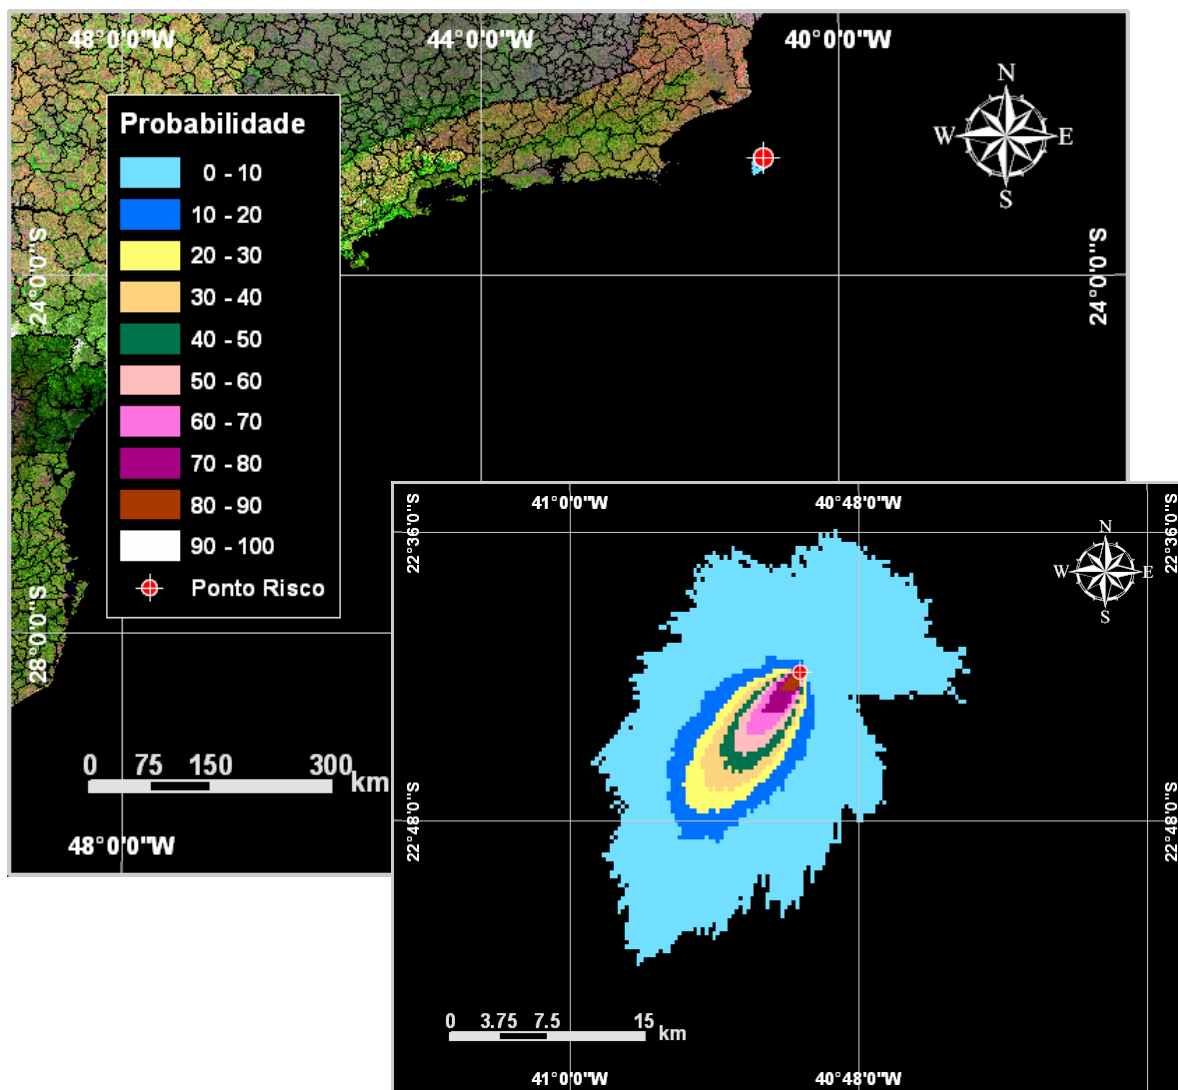 48°0'0"W 44°0'0"W 40°0'0"W
N
W E
S
Probabilidade
0 - 10
10 - 20
20 - 30
30 - 40
40 - 50
50 - 60
60 - 70
70 - 80
80 - 90
90 - 100
Ponto Risco
24°0'0"S
24°0'0"S
28°0'0"S
0 75 150 300 km
48°0'0"W
41°0'0"W 40°48'0"W
22°36'0"S
22°36'0"S
N
W E
S
22°48'0"S
22°48'0"S
0 3.75 7.5 15 km
41°0'0"W 40°48'0"W